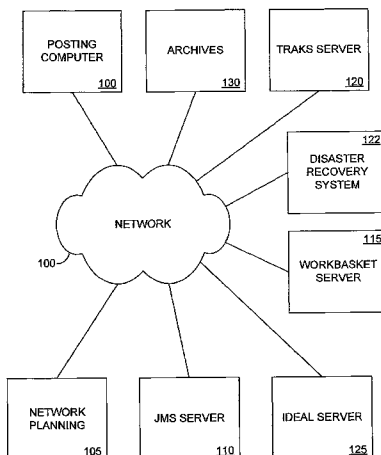 POSTING
COMPUTER
100
ARCHIVES
130
TRAKS SERVER
120
122
DISASTER
RECOVERY
SYSTEM
NETWORK
100
115
WORKBASKET
SERVER
NETWORK
PLANNING
105
JMS SERVER
110
IDEAL SERVER
125